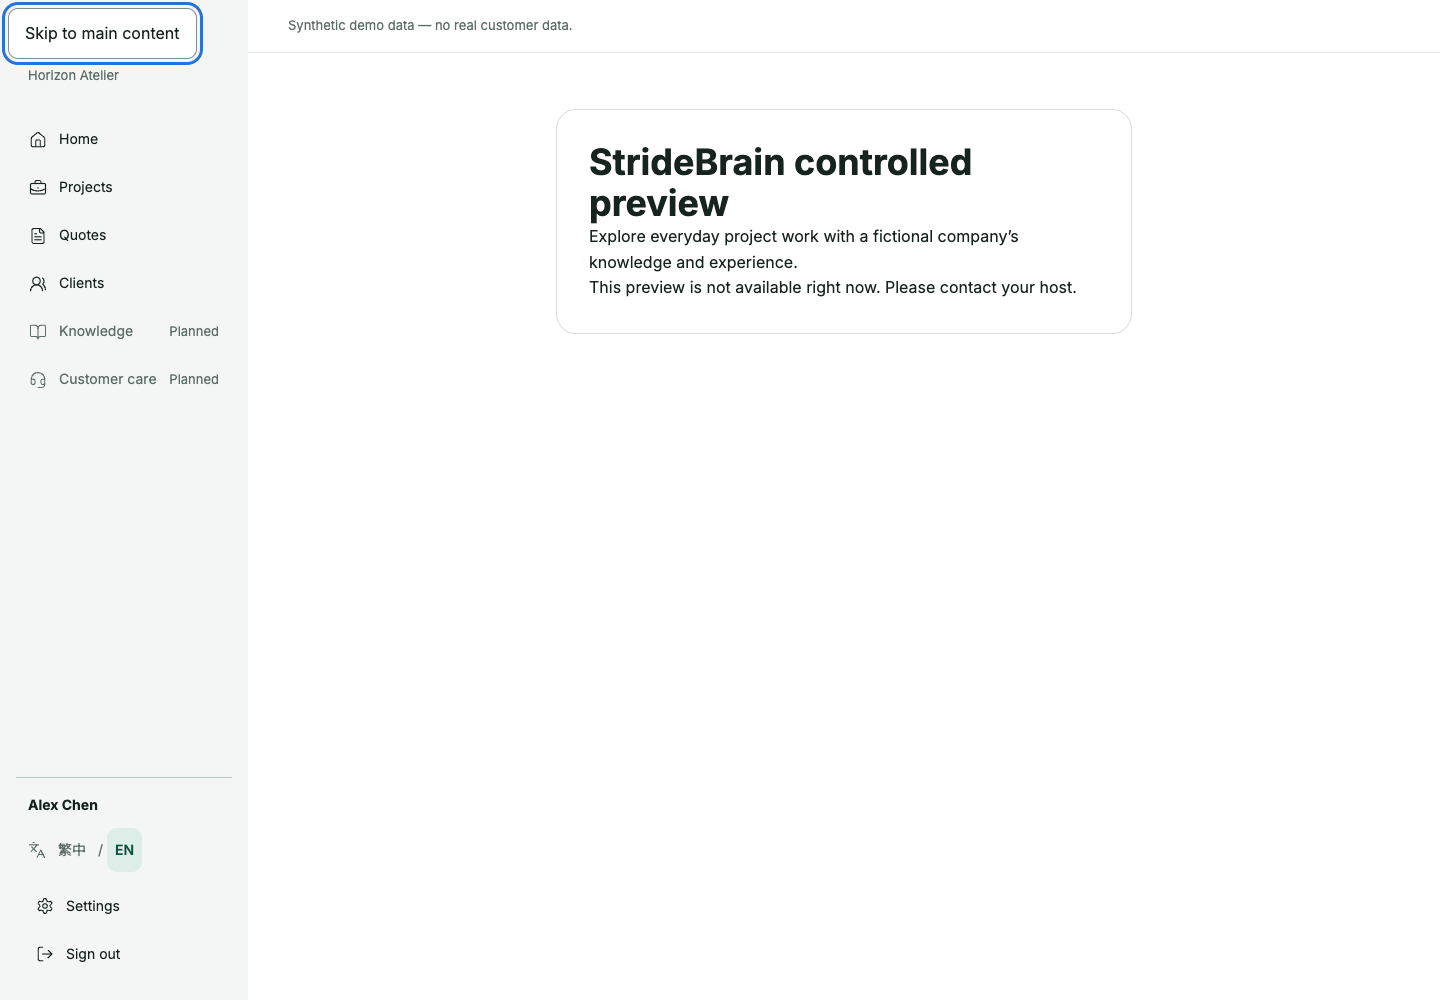 Skip to main content
Horizon Atelier
Home
Projects
Quotes
Clients
Knowledge Planned
Customer care Planned
Alex Chen
繁中 / EN
Settings
Sign out
Synthetic demo data — no real customer data.
StrideBrain controlled
preview
Explore everyday project work with a fictional company’s
knowledge and experience.
This preview is not available right now. Please contact your host.